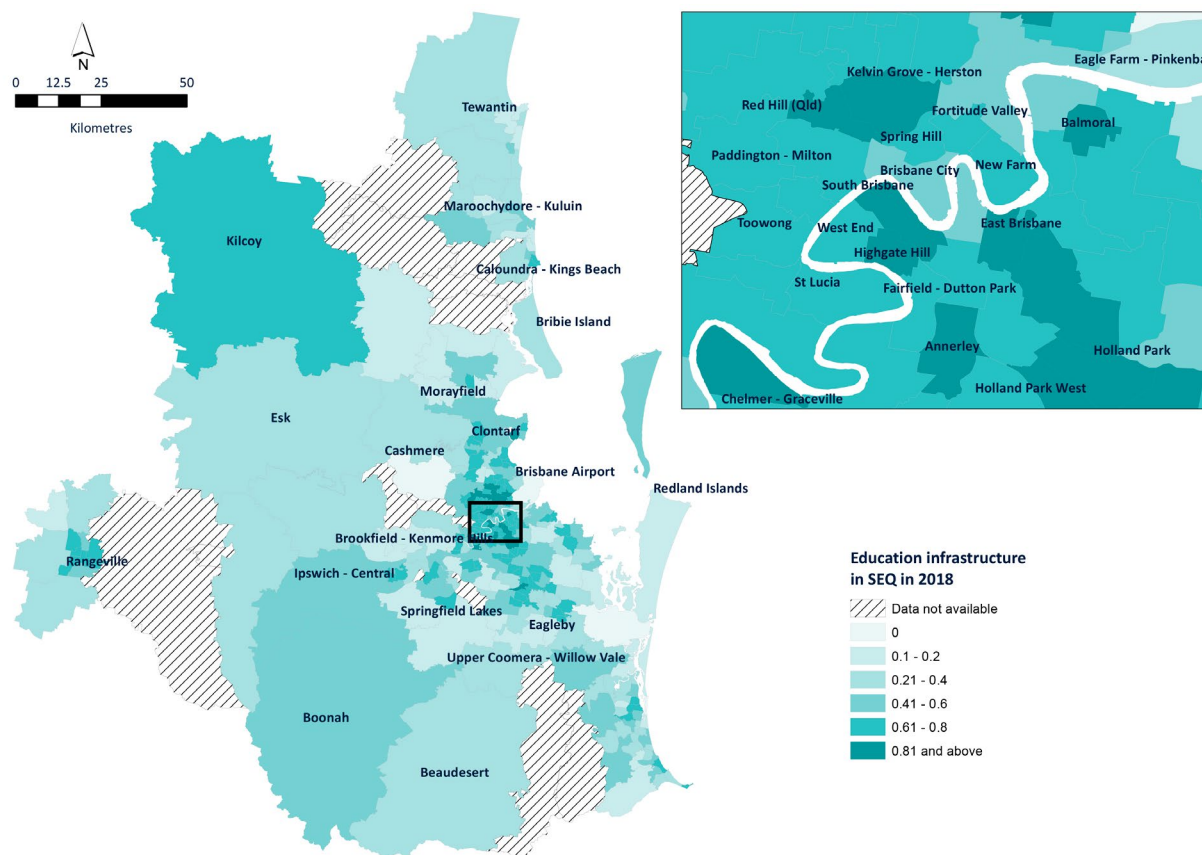 N
0 12.5 25 50
Kilometres
Tewantin
Maroochydore - Kuluin
Kilcoy
Caloundra - Kings Beach
Bribie Island
Morayfield
Esk
Clontarf
Cashmere
Brisbane Airport
Redland Islands
Brookfield - Kenmore Hills
Rangeville
Ipswich - Central
Springfield Lakes
Eagleby
Upper Coomera - Willow Vale
Boonah
Beaudesert
Eagle Farm - Pinkenba
Kelvin Grove - Herston
Red Hill (Qld)
Fortitude Valley
Balmoral
Spring Hill
Paddington - Milton
New Farm
Brisbane City
South Brisbane
Toowong
West End
East Brisbane
Highgate Hill
St Lucia
Fairfield - Dutton Park
Annerley
Holland Park
Holland Park West
Chelmer - Graceville
Education infrastructure
in SEQ in 2018
Data not available
0
0.1 - 0.2
0.21 - 0.4
0.41 - 0.6
0.61 - 0.8
0.81 and above